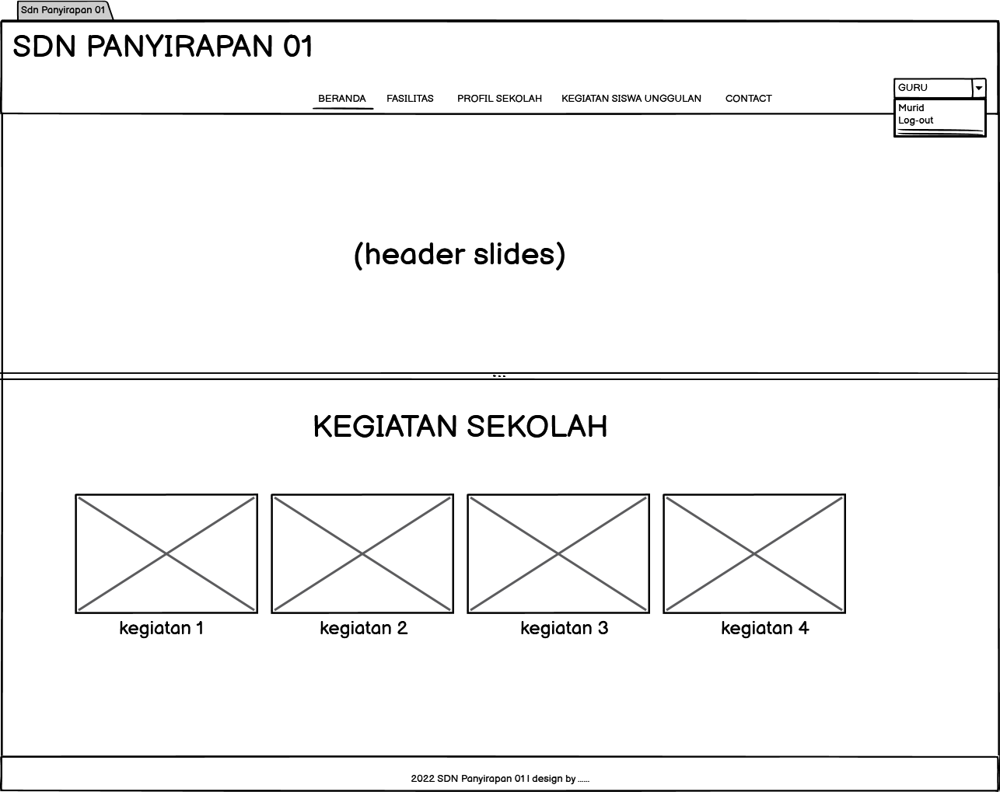 Sdn Panyirapan 01
SDN PANYIRAPAN 01
BERANDA FASILITAS PROFIL SEKOLAH KEGIATAN SISWA UNGGULAN CONTACT
GURU
Murid
Log-out
(header slides)
KEGIATAN SEKOLAH
kegiatan 1 kegiatan 2 kegiatan 3 kegiatan 4
2022 SDN Panyirapan 01 | design by ......